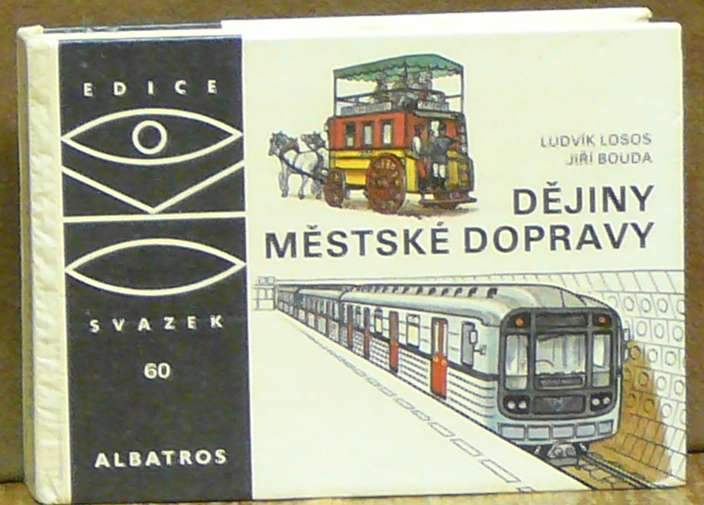 EDICE
SVAZEK
60
ALBATROS
LUDVÍK LOSOS
JIŘÍ BOUDA
DĚJINY
MĚSTSKÉ DOPRAVY